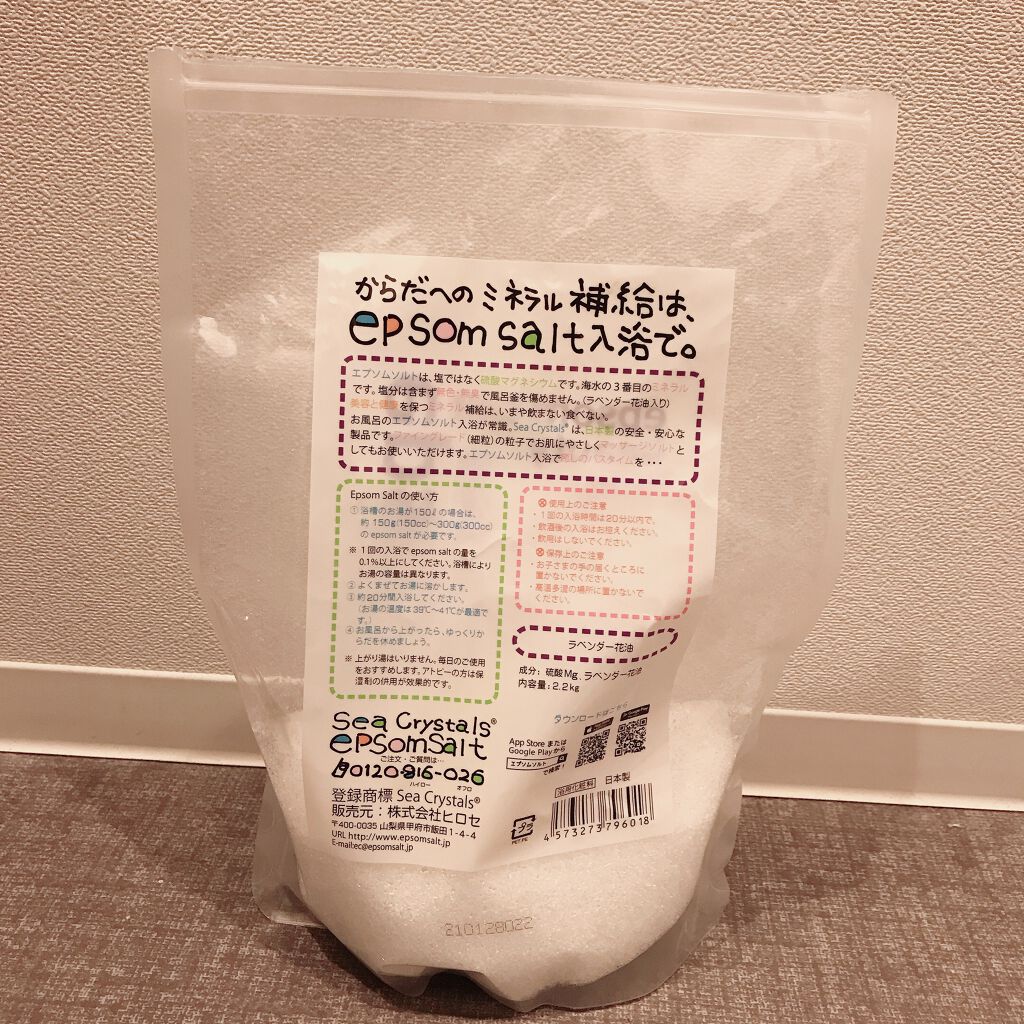 からだへの ミネラル 補給は、
epsom salt入浴で。
エプソムソルトは、塩ではなく硫酸マグネシウムです。海水の3番目のミネラル
です。塩分は含まず無色・無臭で風呂釜を傷めません。(ラベンダー花油入り)
美容と健康を保つミネラル補給は、いまや飲まない食べない。
お風呂のエプソムソルト入浴が常識。Sea Crystals®は、日本製の安全・安心な
製品です。ファイングレード(細粒)の粒子でお肌にやさしくマッサージソルトと
してもお使いいただけます。エプソムソルト入浴で癒しのバスタイムを・・・
Epsom Salt の使い方
① 浴槽のお湯が150ℓの場合は、
約150g(150cc)〜300g(300cc)
の epsom salt が必要です。
※ 1回の入浴で epsom salt の量を
0.1%以上にしてください。浴槽により
お湯の容量は異なります。
② よくまぜてお湯に溶かします。
③ 約20分間入浴してください。
(お湯の温度は39℃〜41℃が最適で
す。)
④ お風呂から上がったら、ゆっくりか
らだを休めましょう。
※ 上がり湯はいりません。毎日のご使用
をおすすめします。アトピーの方は保
湿剤の併用が効果的です。
使用上のご注意
・1回の入浴時間は20分以内で。
・飲酒後の入浴はお控えください。
・飲用はしないでください。
保存上のご注意
・お子さまの手の届くところに
置かないでください。
・高温多湿の場所に置かないで
ください。
ラベンダー花油
成分: 硫酸Mg、ラベンダー花油
内容量: 2.2kg
ダウンロードはこちら
App Store または
Google Play から
エプソムソルト
で検索!
Sea Crystals®
epsomSalt
ご注文・ご質問は…
0120-816-026
ハイロー オフロ
登録商標 Sea Crystals®
販売元:株式会社ヒロセ
〒400-0035 山梨県甲府市飯田1-4-4
URL http://www.epsomsalt.jp
E-mail:ec@epsomsalt.jp
浴用化粧料 日本製
プラ
PET PE
4573273796018
210128022